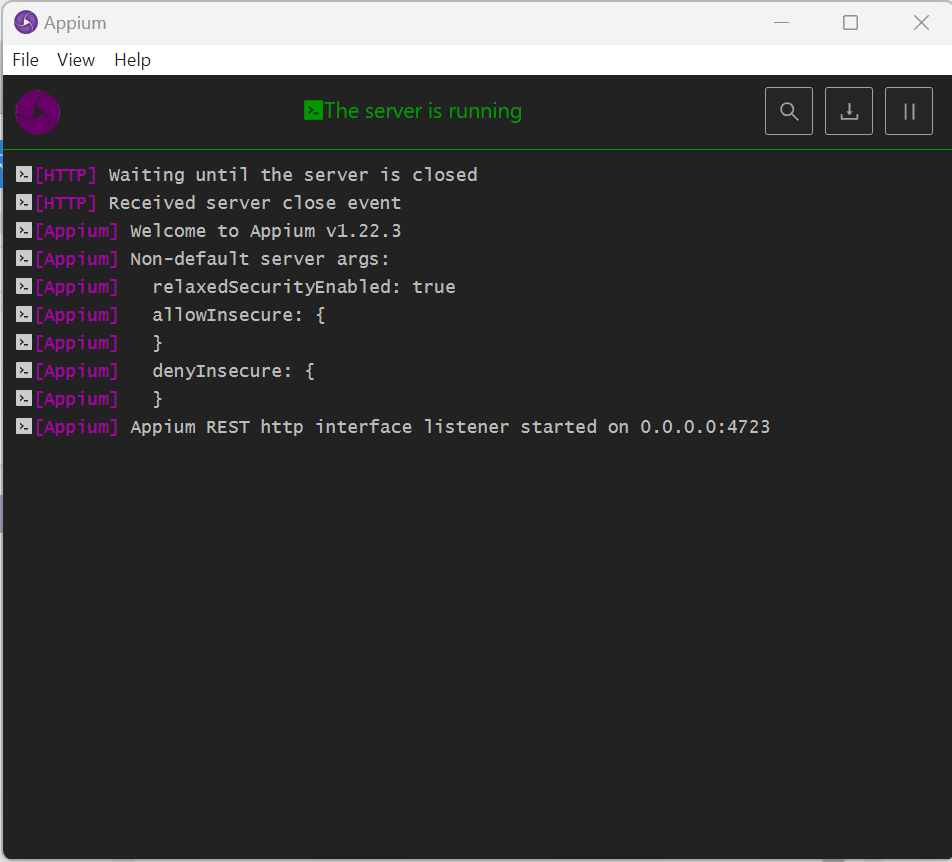 Appium
File View Help
The server is running
[HTTP] Waiting until the server is closed
[HTTP] Received server close event
[Appium] Welcome to Appium v1.22.3
[Appium] Non-default server args:
[Appium]   relaxedSecurityEnabled: true
[Appium]   allowInsecure: {
[Appium]   }
[Appium]   denyInsecure: {
[Appium]   }
[Appium] Appium REST http interface listener started on 0.0.0.0:4723